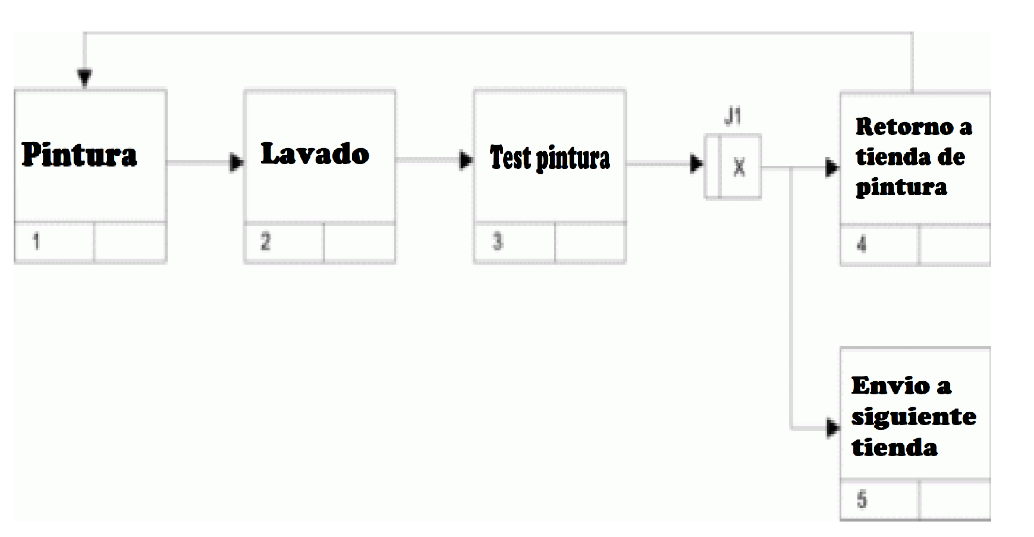 Pintura
1
Lavado
2
Test pintura
3
J1
X
Retorno a
tienda de
pintura
4
Envio a
siguiente
tienda
5